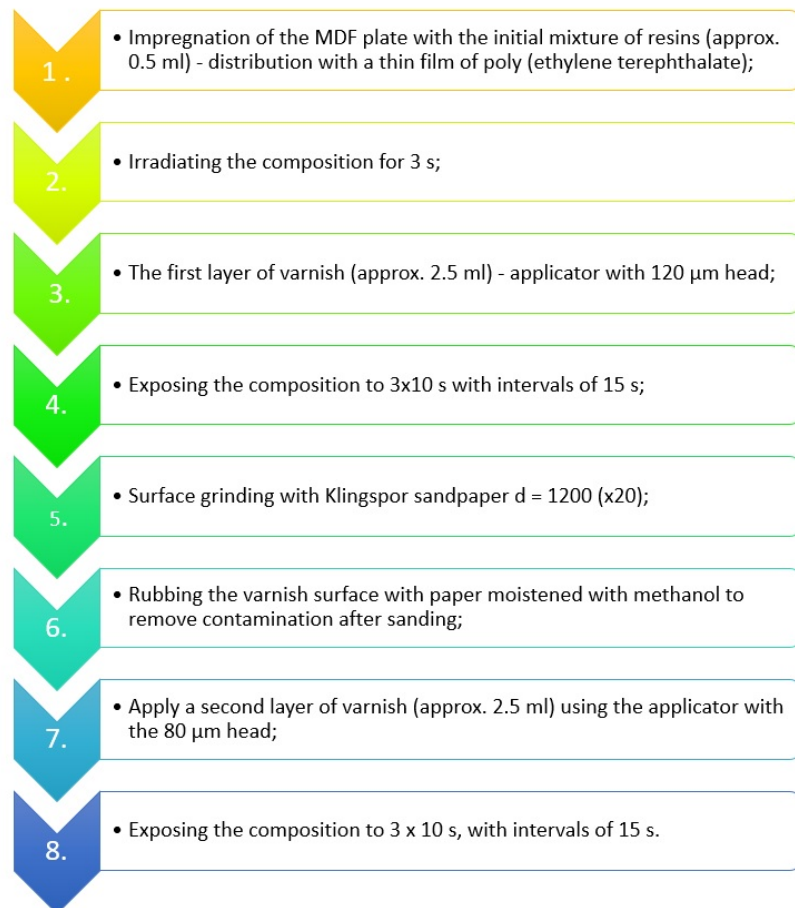 1 .
• Impregnation of the MDF plate with the initial mixture of resins (approx.
0.5 ml) - distribution with a thin film of poly (ethylene terephthalate);
2.
• Irradiating the composition for 3 s;
3.
• The first layer of varnish (approx. 2.5 ml) - applicator with 120 µm head;
4.
• Exposing the composition to 3x10 s with intervals of 15 s;
5.
• Surface grinding with Klingspor sandpaper d = 1200 (x20);
6.
• Rubbing the varnish surface with paper moistened with methanol to
remove contamination after sanding;
7.
• Apply a second layer of varnish (approx. 2.5 ml) using the applicator with
the 80 µm head;
8.
• Exposing the composition to 3 x 10 s, with intervals of 15 s.